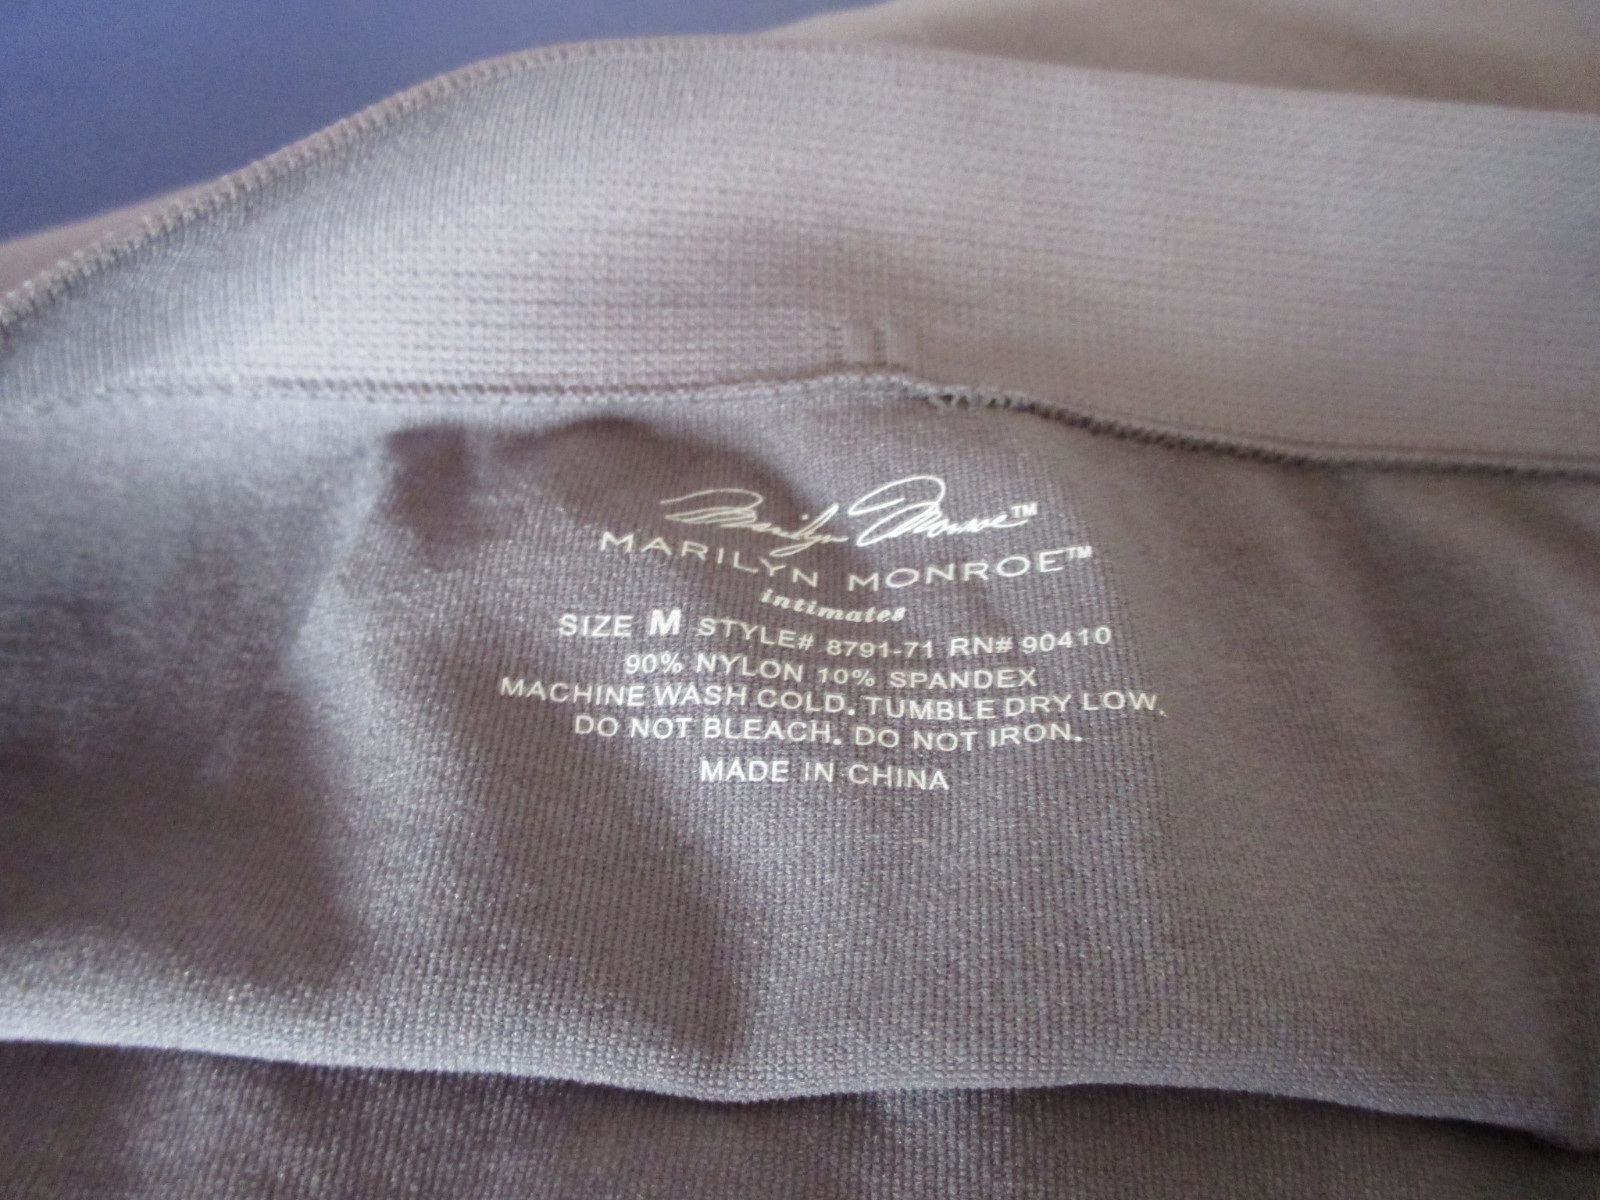 Marilyn Monroe™
MARILYN MONROE™
intimates
SIZE M STYLE# 8791-71 RN# 90410
90% NYLON 10% SPANDEX
MACHINE WASH COLD. TUMBLE DRY LOW.
DO NOT BLEACH. DO NOT IRON.
MADE IN CHINA